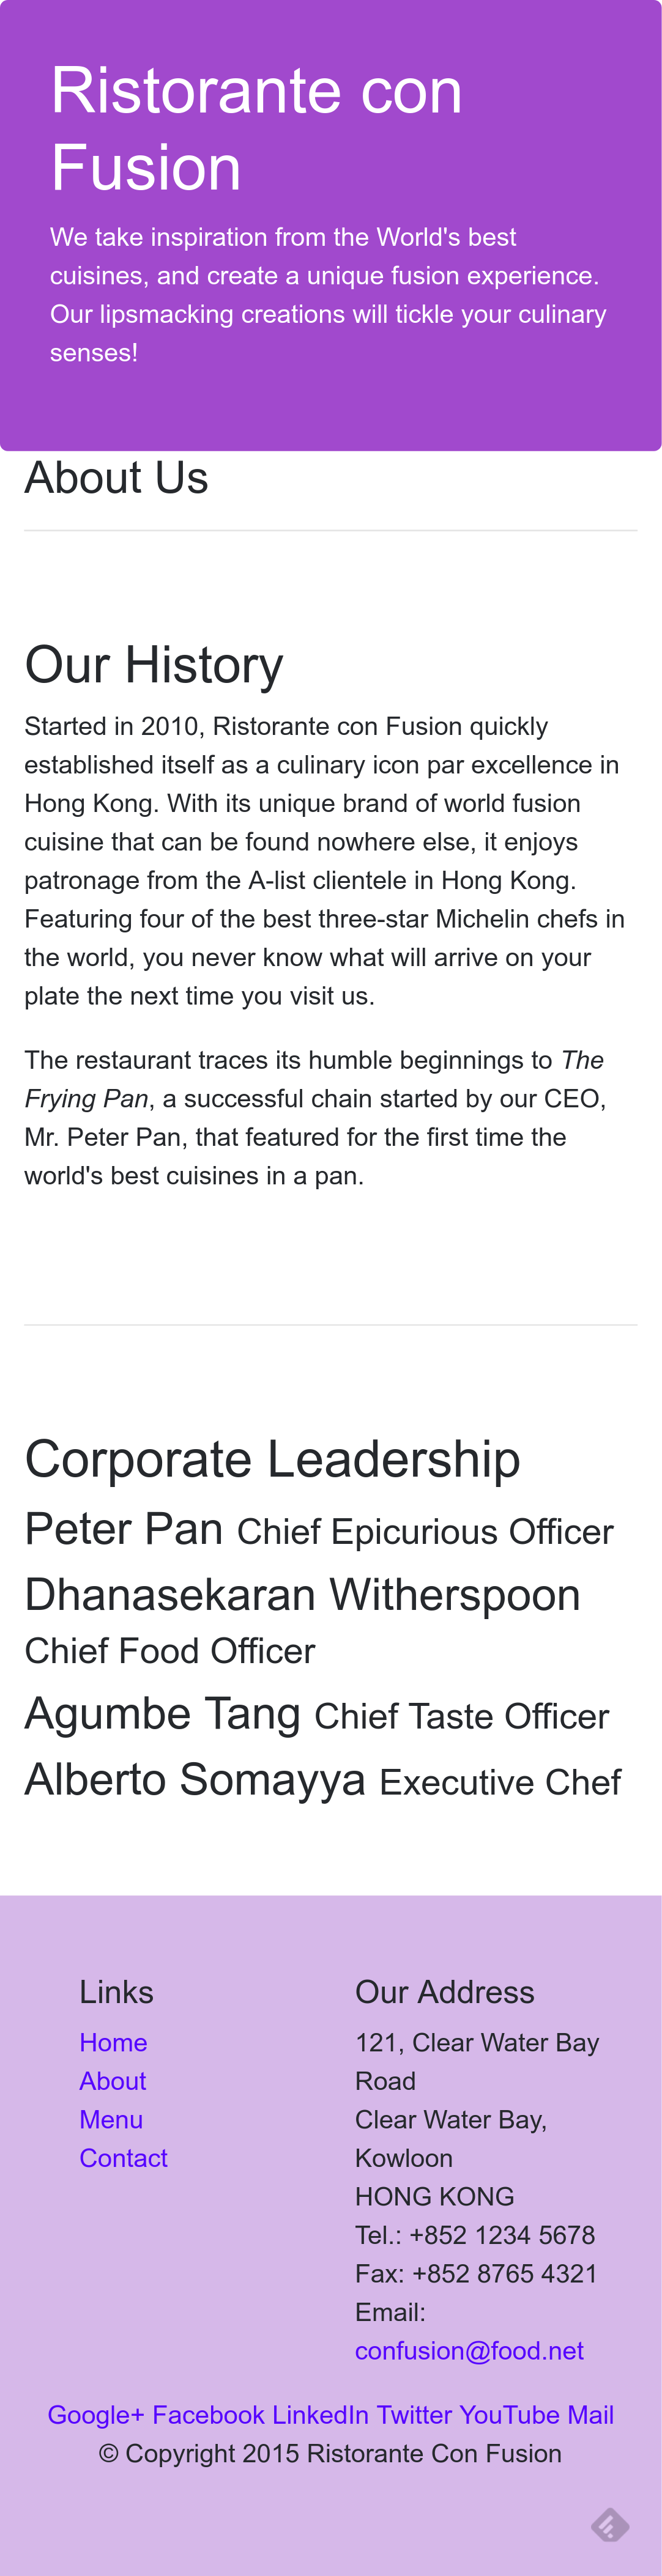 Ristorante con
Fusion
We take inspiration from the World's best
cuisines, and create a unique fusion experience.
Our lipsmacking creations will tickle your culinary
senses!
About Us
Our History
Started in 2010, Ristorante con Fusion quickly
established itself as a culinary icon par excellence in
Hong Kong. With its unique brand of world fusion
cuisine that can be found nowhere else, it enjoys
patronage from the A-list clientele in Hong Kong.
Featuring four of the best three-star Michelin chefs in
the world, you never know what will arrive on your
plate the next time you visit us.
The restaurant traces its humble beginnings to The
Frying Pan, a successful chain started by our CEO,
Mr. Peter Pan, that featured for the first time the
world's best cuisines in a pan.
Corporate Leadership
Peter Pan Chief Epicurious Officer
Dhanasekaran Witherspoon
Chief Food Officer
Agumbe Tang Chief Taste Officer
Alberto Somayya Executive Chef
Links
Home
About
Menu
Contact
Our Address
121, Clear Water Bay
Road
Clear Water Bay,
Kowloon
HONG KONG
Tel.: +852 1234 5678
Fax: +852 8765 4321
Email:
confusion@food.net
Google+ Facebook LinkedIn Twitter YouTube Mail
© Copyright 2015 Ristorante Con Fusion